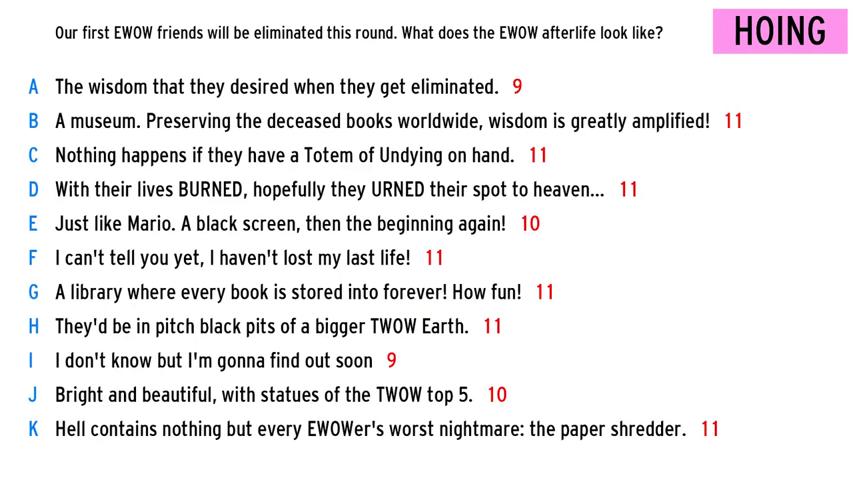 Our first EWOW friends will be eliminated this round. What does the EWOW afterlife look like?
HOING
A The wisdom that they desired when they get eliminated. 9
B A museum. Preserving the deceased books worldwide, wisdom is greatly amplified! 11
C Nothing happens if they have a Totem of Undying on hand. 11
D With their lives BURNED, hopefully they URNED their spot to heaven... 11
E Just like Mario. A black screen, then the beginning again! 10
F I can't tell you yet, I haven't lost my last life! 11
G A library where every book is stored into forever! How fun! 11
H They'd be in pitch black pits of a bigger TWOW Earth. 11
I I don't know but I'm gonna find out soon 9
J Bright and beautiful, with statues of the TWOW top 5. 10
K Hell contains nothing but every EWOWer's worst nightmare: the paper shredder. 11